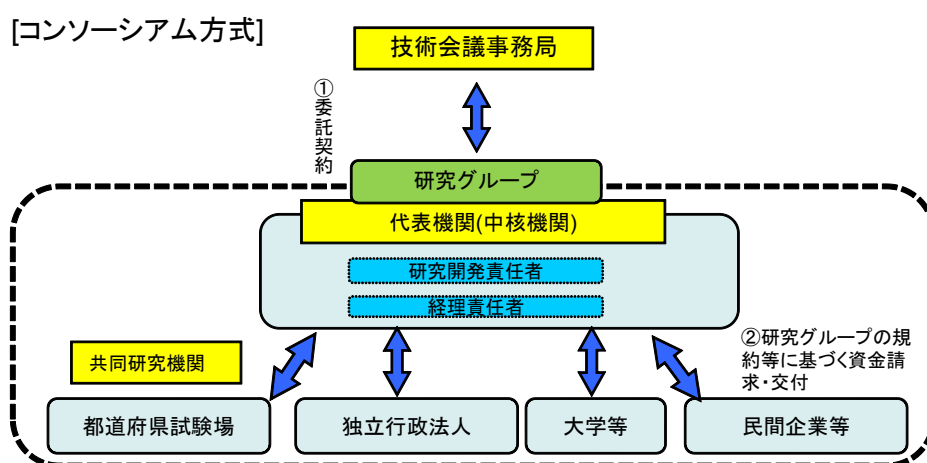 [コンソーシアム方式]
技術会議事務局
①委託契約
研究グループ
代表機関(中核機関)
研究開発責任者
経理責任者
共同研究機関
②研究グループの規
約等に基づく資金請
求・交付
都道府県試験場
独立行政法人
大学等
民間企業等